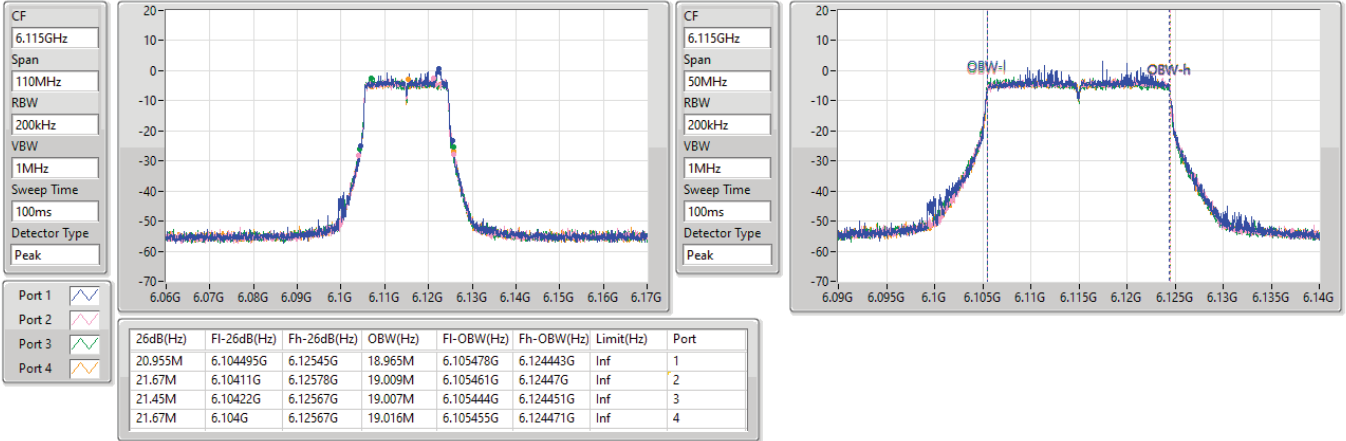 CF
6.115GHz
Span
110MHz
RBW
200kHz
VBW
1MHz
Sweep Time
100ms
Detector Type
Peak
20
10
0
-10
-20
-30
-40
-50
-60
-70
6.06G 6.07G 6.08G 6.09G 6.1G 6.11G 6.12G 6.13G 6.14G 6.15G 6.16G 6.17G
CF
6.115GHz
Span
50MHz
RBW
200kHz
VBW
1MHz
Sweep Time
100ms
Detector Type
Peak
20
10
0
-10
-20
-30
-40
-50
-60
-70
OBW-l
OBW-h
6.09G 6.095G 6.1G 6.105G 6.11G 6.115G 6.12G 6.125G 6.13G 6.135G 6.14G
Port 1
Port 2
Port 3
Port 4
26dB(Hz) Fl-26dB(Hz) Fh-26dB(Hz) OBW(Hz) Fl-OBW(Hz) Fh-OBW(Hz) Limit(Hz) Port
20.955M 6.104495G 6.12545G 18.965M 6.105478G 6.124443G Inf 1
21.67M 6.10411G 6.12578G 19.009M 6.105461G 6.12447G Inf 2
21.45M 6.10422G 6.12567G 19.007M 6.105444G 6.124451G Inf 3
21.67M 6.104G 6.12567G 19.016M 6.105455G 6.124471G Inf 4